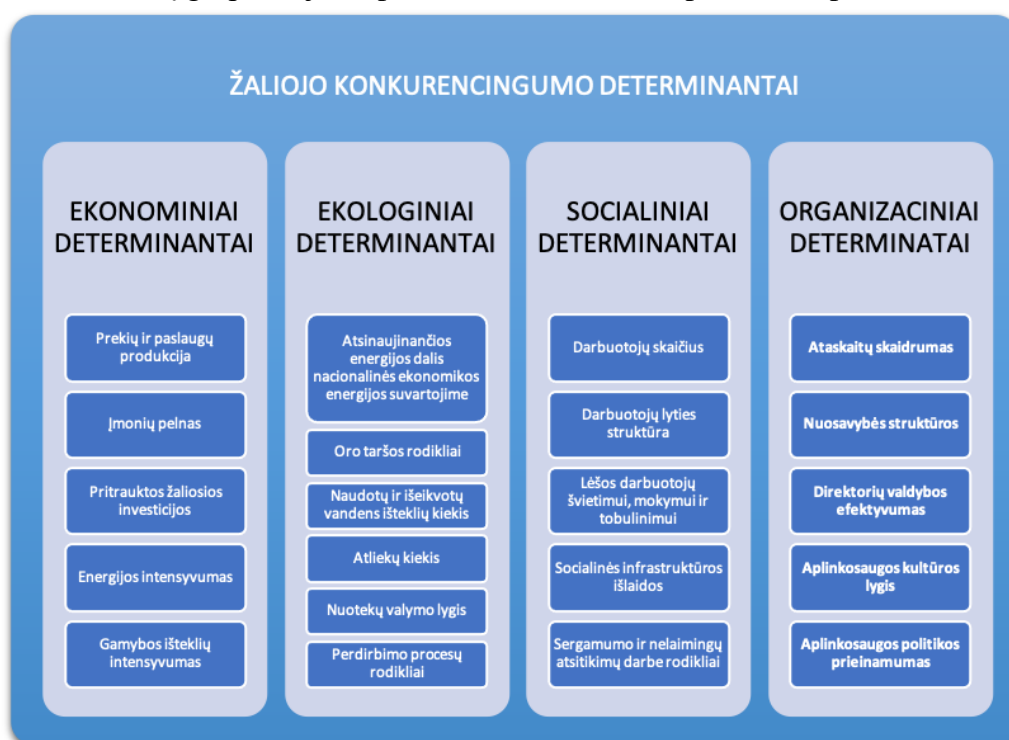 ŽALIOJO KONKURENCINGUMO DETERMINANTAI
EKONOMINIAI
DETERMINANTAI
Prekių ir paslaugų
produkcija
Įmonių pelnas
Pritrauktos žaliosios
investicijos
Energijos intensyvumas
Gamybos išteklių
intensyvumas
EKOLOGINIAI
DETERMINANTAI
Atsinaujinančios
energijos dalis
nacionalinės ekonomikos
energijos suvartojime
Oro taršos rodikliai
Naudotų ir išeikvotų
vandens išteklių kiekis
Atliekų kiekis
Nuotekų valymo lygis
Perdirbimo procesų
rodikliai
SOCIALINIAI
DETERMINANTAI
Darbuotojų skaičius
Darbuotojų lyties
struktūra
Lėšos darbuotojų
švietimui, mokymui ir
tobulinimui
Socialinės infrastruktūros
išlaidos
Sergamumo ir nelaimingų
atsitikimų darbe rodikliai
ORGANIZACINIAI
DETERMINATAI
Ataskaitų skaidrumas
Nuosavybės struktūros
Direktorių valdybos
efektyvumas
Aplinkosaugos kultūros
lygis
Aplinkosaugos politikos
prieinamumas